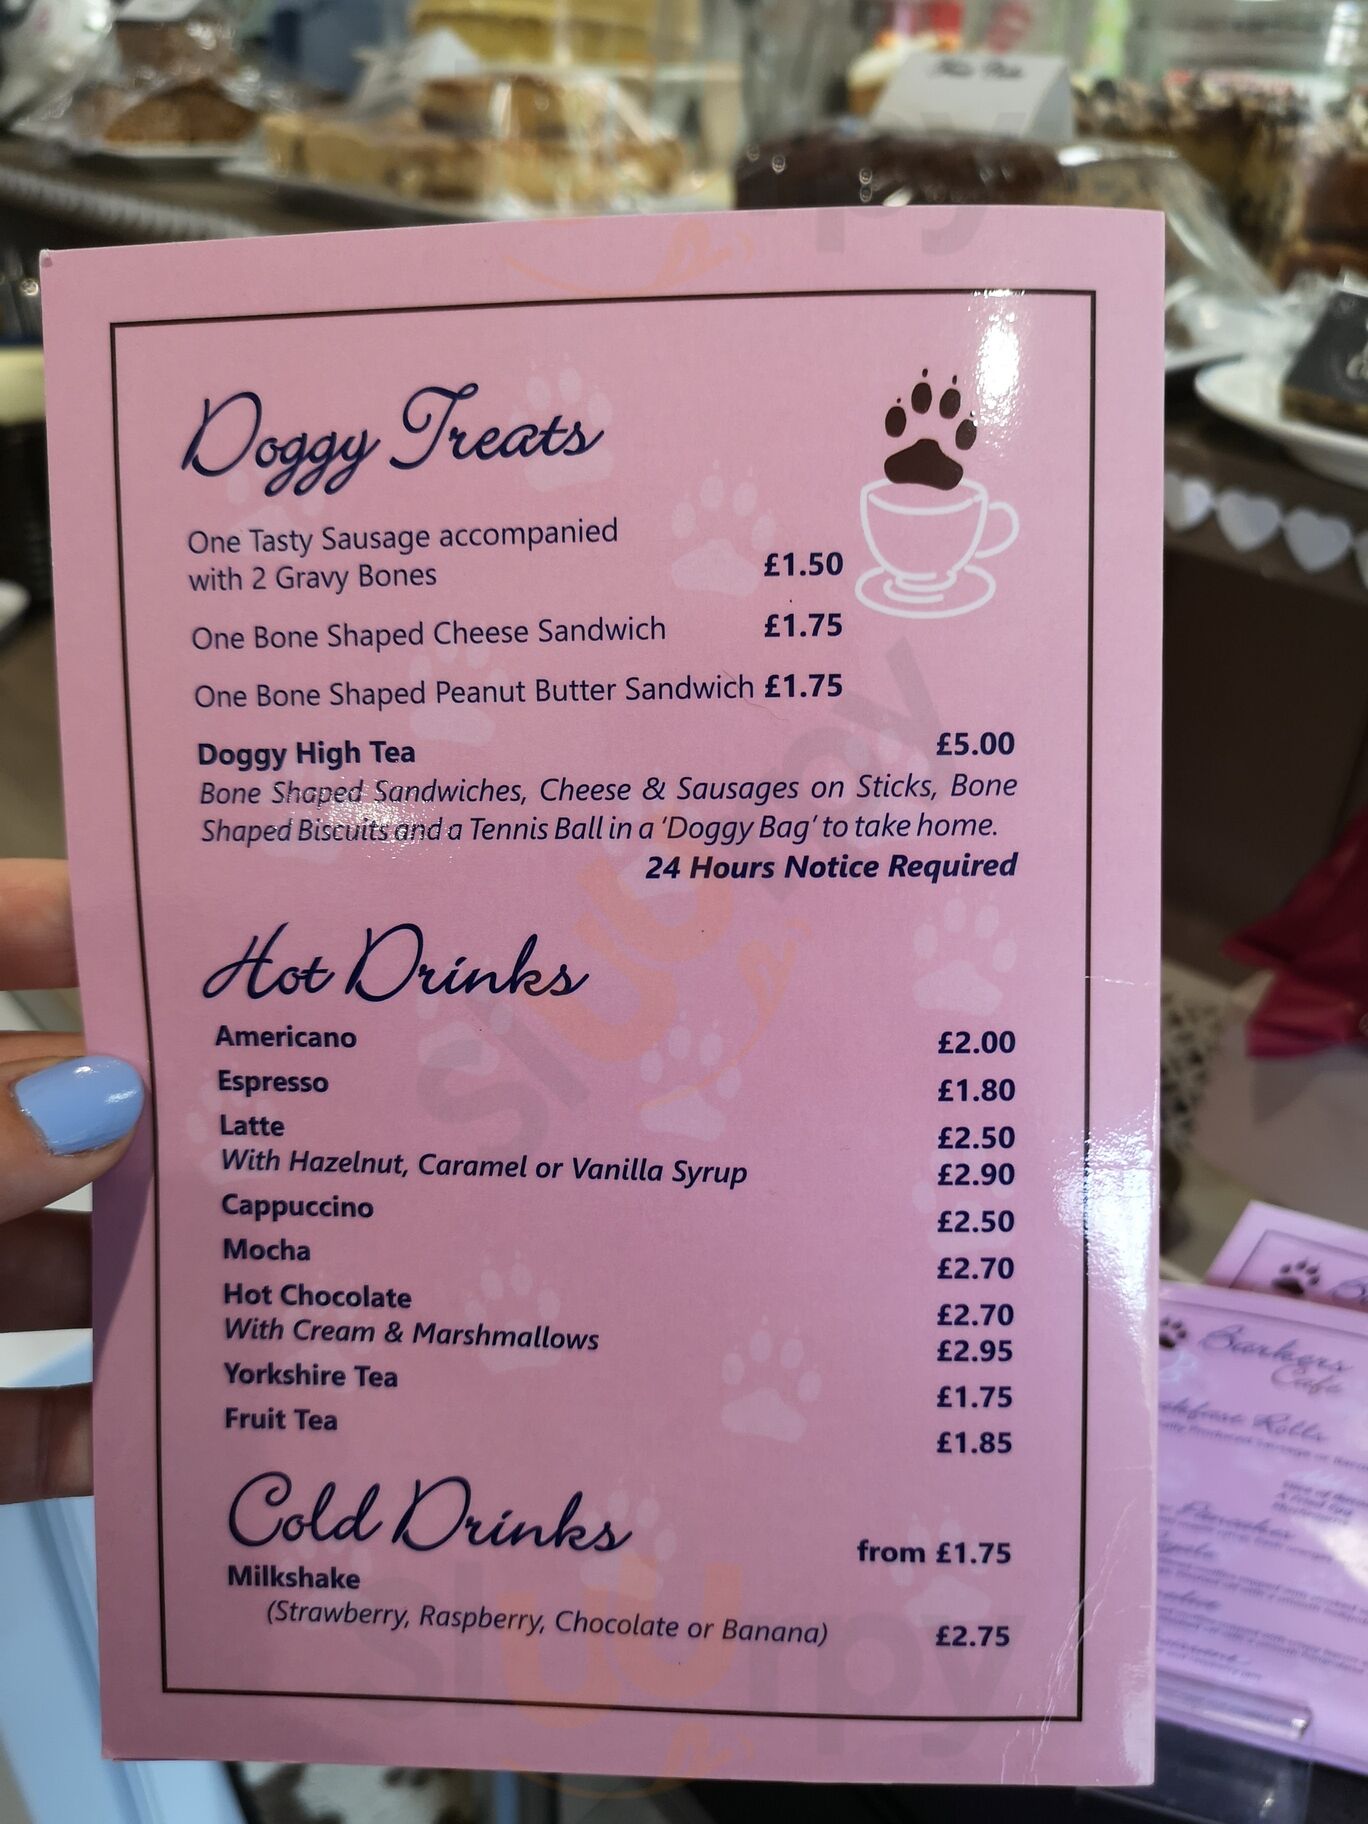 Doggy Treats
One Tasty Sausage accompanied
with 2 Gravy Bones £1.50
One Bone Shaped Cheese Sandwich £1.75
One Bone Shaped Peanut Butter Sandwich £1.75
Doggy High Tea £5.00
Bone Shaped Sandwiches, Cheese & Sausages on Sticks, Bone
Shaped Biscuits and a Tennis Ball in a 'Doggy Bag' to take home.
24 Hours Notice Required
Hot Drinks
Americano £2.00
Espresso £1.80
Latte £2.50
With Hazelnut, Caramel or Vanilla Syrup £2.90
Cappuccino £2.50
Mocha £2.70
Hot Chocolate £2.70
With Cream & Marshmallows £2.95
Yorkshire Tea £1.75
Fruit Tea £1.85
Cold Drinks from £1.75
Milkshake
(Strawberry, Raspberry, Chocolate or Banana) £2.75
Barkers
Cafe
Rolls
sluurpy
sluurpy